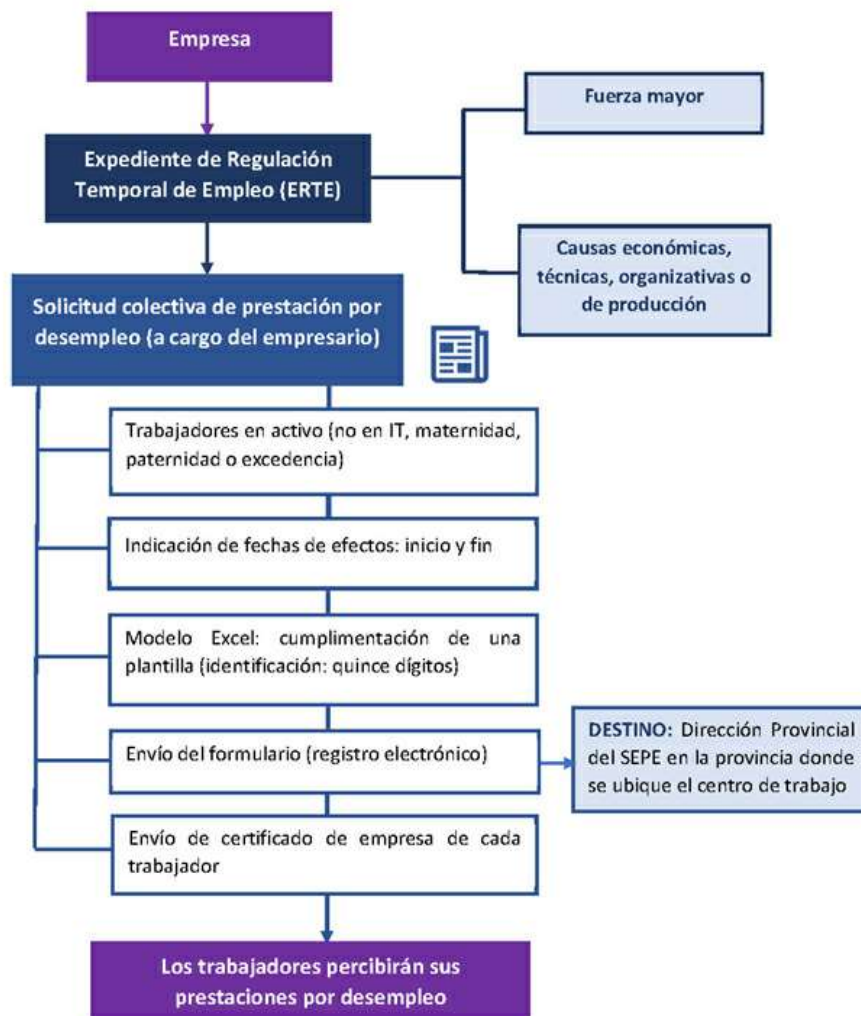 Empresa
Fuerza mayor
Expediente de Regulación
Temporal de Empleo (ERTE)
Causas económicas,
técnicas, organizativas o
de producción
Solicitud colectiva de prestación por
desempleo (a cargo del empresario)
Trabajadores en activo (no en IT, maternidad,
paternidad o excedencia)
Indicación de fechas de efectos: inicio y fin
Modelo Excel: cumplimentación de una
plantilla (identificación: quince dígitos)
Envío del formulario (registro electrónico)
DESTINO: Dirección Provincial
del SEPE en la provincia donde
se ubique el centro de trabajo
Envío de certificado de empresa de cada
trabajador
Los trabajadores percibirán sus
prestaciones por desempleo